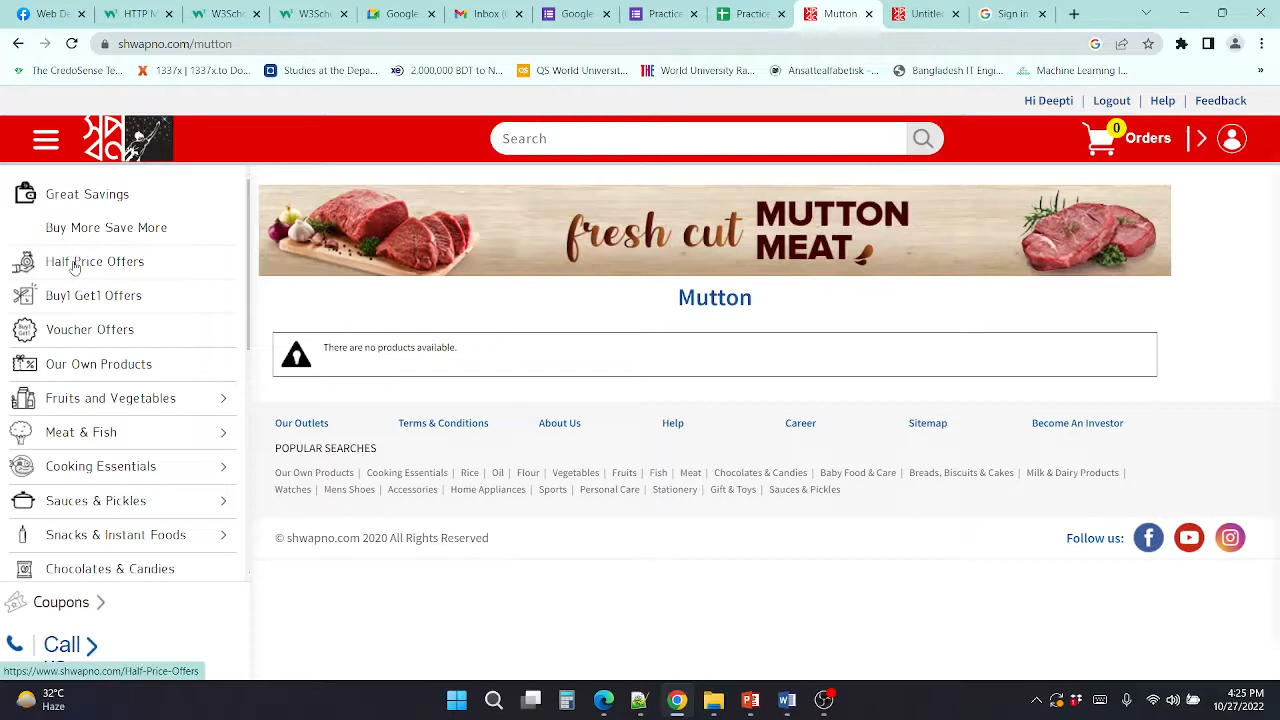 W3Schoo
HTTP M
W3Scho
Google
Inbox (
Google
Practice
Practice
Mutton
Untitle
Sign in
shwapno.com/mutton
The CredoSense Te...
1337x | 1337x.to Do...
Studies at the Depa...
2,000,000 BDT to N...
QS World Universit...
World University Ra...
Ansattalfabetisk –...
Bangladesh IT Engi...
Machine Learning I...
»
Hi Deepti | Logout | Help | Feedback
Search
0
Orders
Great Savings
Buy More Save More
Half Price Offers
Buy1 Get1 Offers
Voucher Offers
Our Own Products
Fruits and Vegetables
Meat & Fish
Cooking Essentials
Sauces & Pickles
Snacks & Instant Foods
Chocolates & Candies
Coupons
Call
https://www.shwapno.com/Half-Price-Offers
fresh cut MUTTON
MEAT
Mutton
There are no products available.
Our Outlets Terms & Conditions About Us Help Career Sitemap Become An Investor
POPULAR SEARCHES
Our Own Products | Cooking Essentials | Rice | Oil | Flour | Vegetables | Fruits | Fish | Meat | Chocolates & Candies | Baby Food & Care | Breads, Biscuits & Cakes | Milk & Dairy Products |
Watches | Mens Shoes | Accessories | Home Appliances | Sports | Personal Care | Stationery | Gift & Toys | Sauces & Pickles
© shwapno.com 2020 All Rights Reserved
Follow us:
32°C
Haze
4:25 PM
10/27/2022